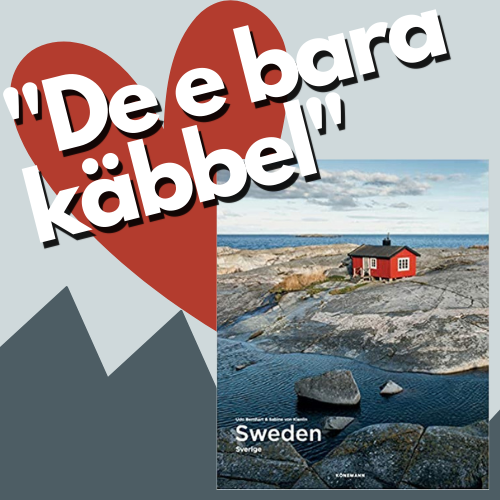 "De e bara
käbbel"
Udo Bernhart & Sabine von Kienlin
Sweden
Sverige
KÖNEMANN